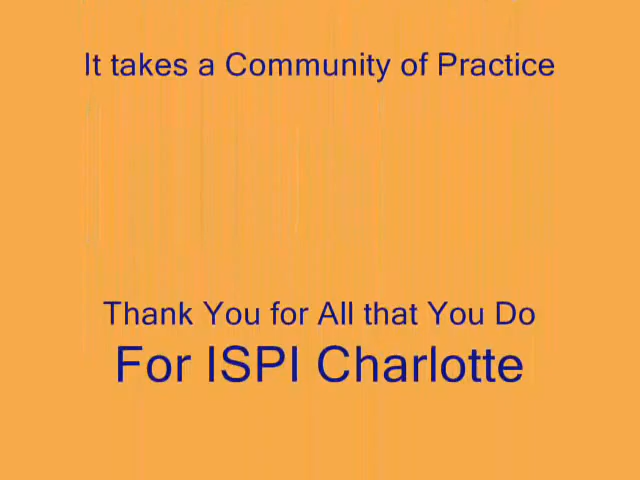 It takes a Community of Practice
Thank You for All that You Do
For ISPI Charlotte